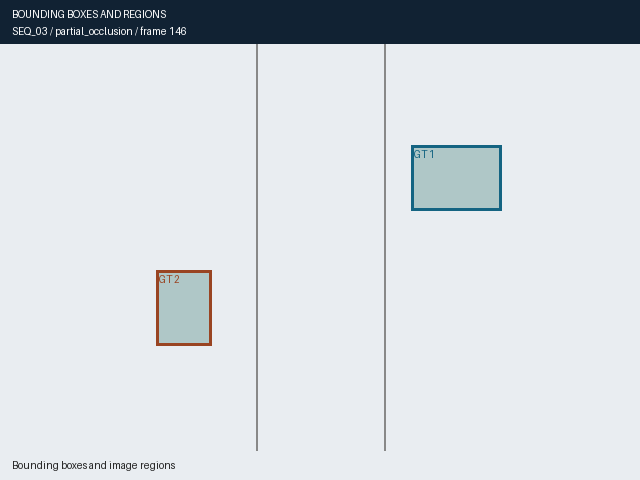 BOUNDING BOXES AND REGIONS
SEQ_03 / partial_occlusion / frame 146
GT1
GT2
Bounding boxes and image regions